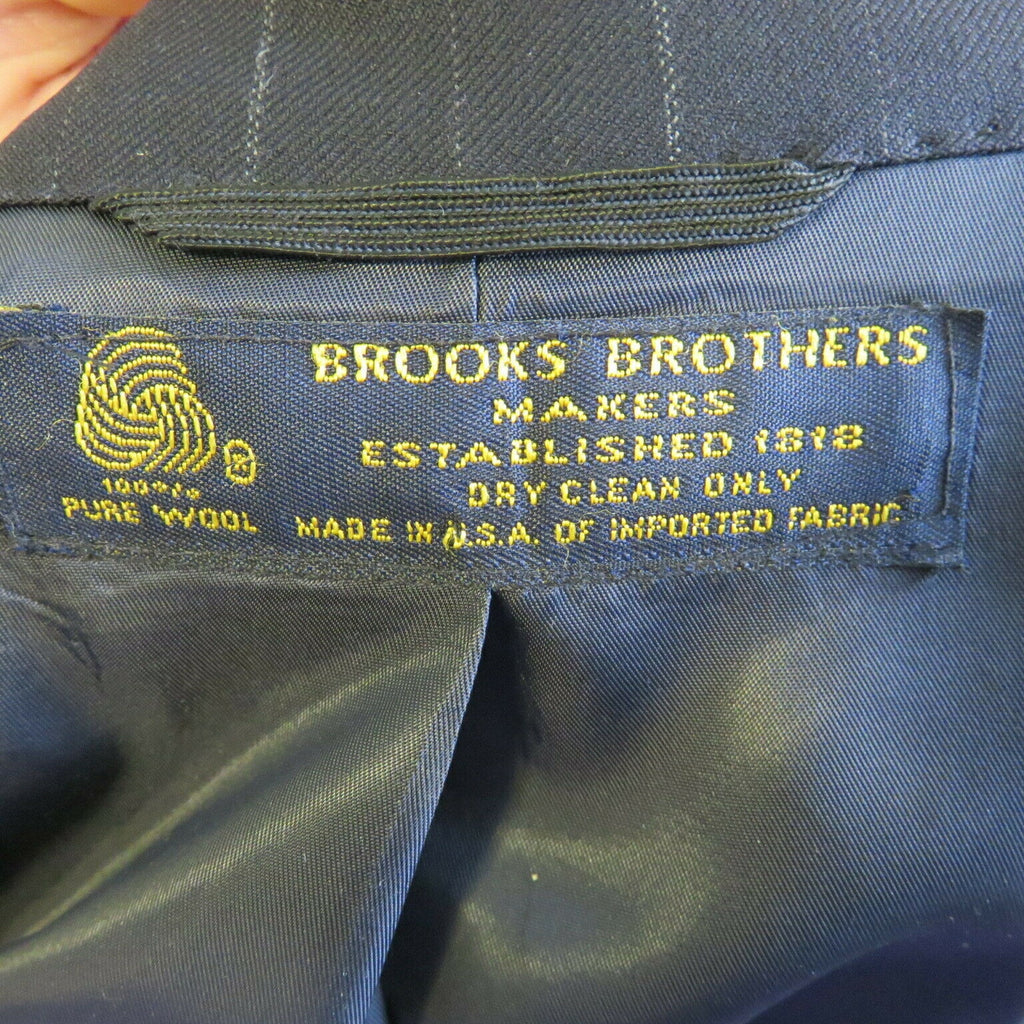 BROOKS BROTHERS
MAKERS
ESTABLISHED 1818
DRY CLEAN ONLY
MADE IN U.S.A. OF IMPORTED FABRIC
®
100%
PURE WOOL